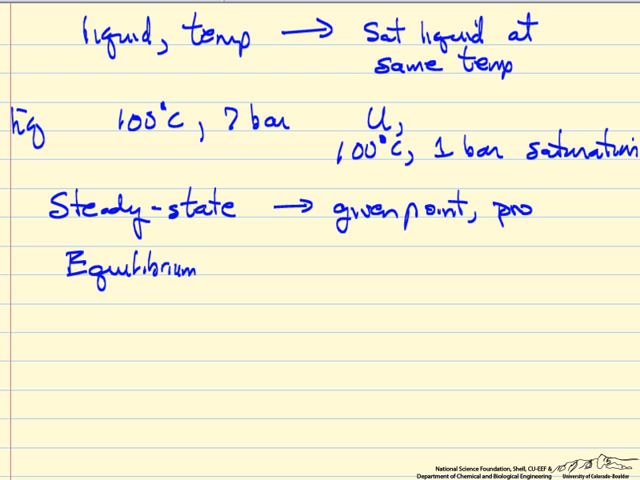 liquid, temp → Sat liquid at
same temp
liq 100°C, 7 bar U,
100°C, 1 bar saturation
Steady-state → given point, pro
Equilibrium
National Science Foundation, Shell, CU-EEF &
Department of Chemical and Biological Engineering University of Colorado-Boulder